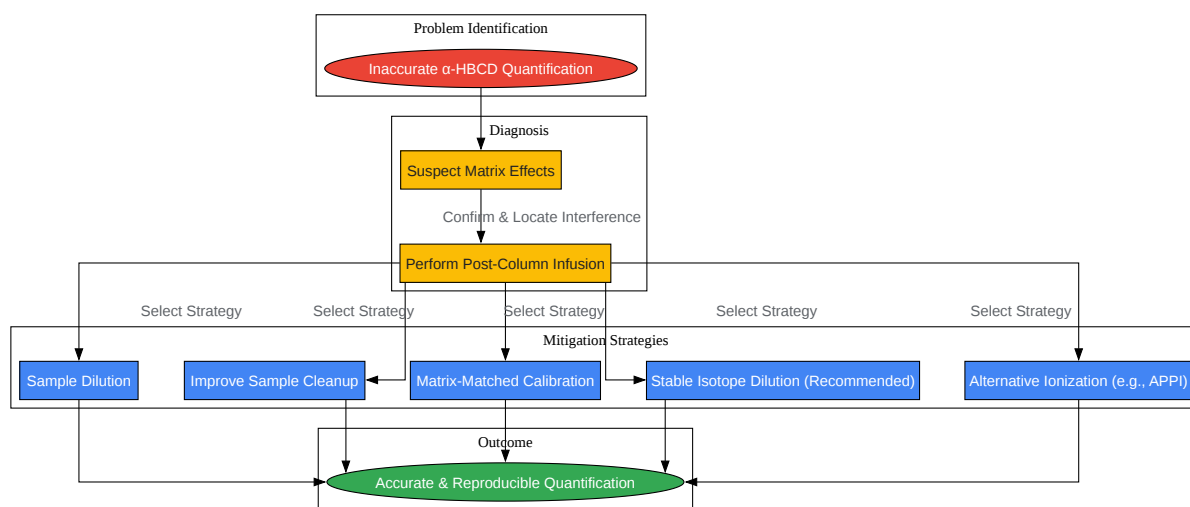 Problem Identification
Inaccurate α-HBCD Quantification
Diagnosis
Suspect Matrix Effects
Confirm & Locate Interference
Perform Post-Column Infusion
Select Strategy
Select Strategy
Select Strategy
Select Strategy
Select Strategy
Mitigation Strategies
Sample Dilution
Improve Sample Cleanup
Matrix-Matched Calibration
Stable Isotope Dilution (Recommended)
Alternative Ionization (e.g., APPI)
Outcome
Accurate & Reproducible Quantification